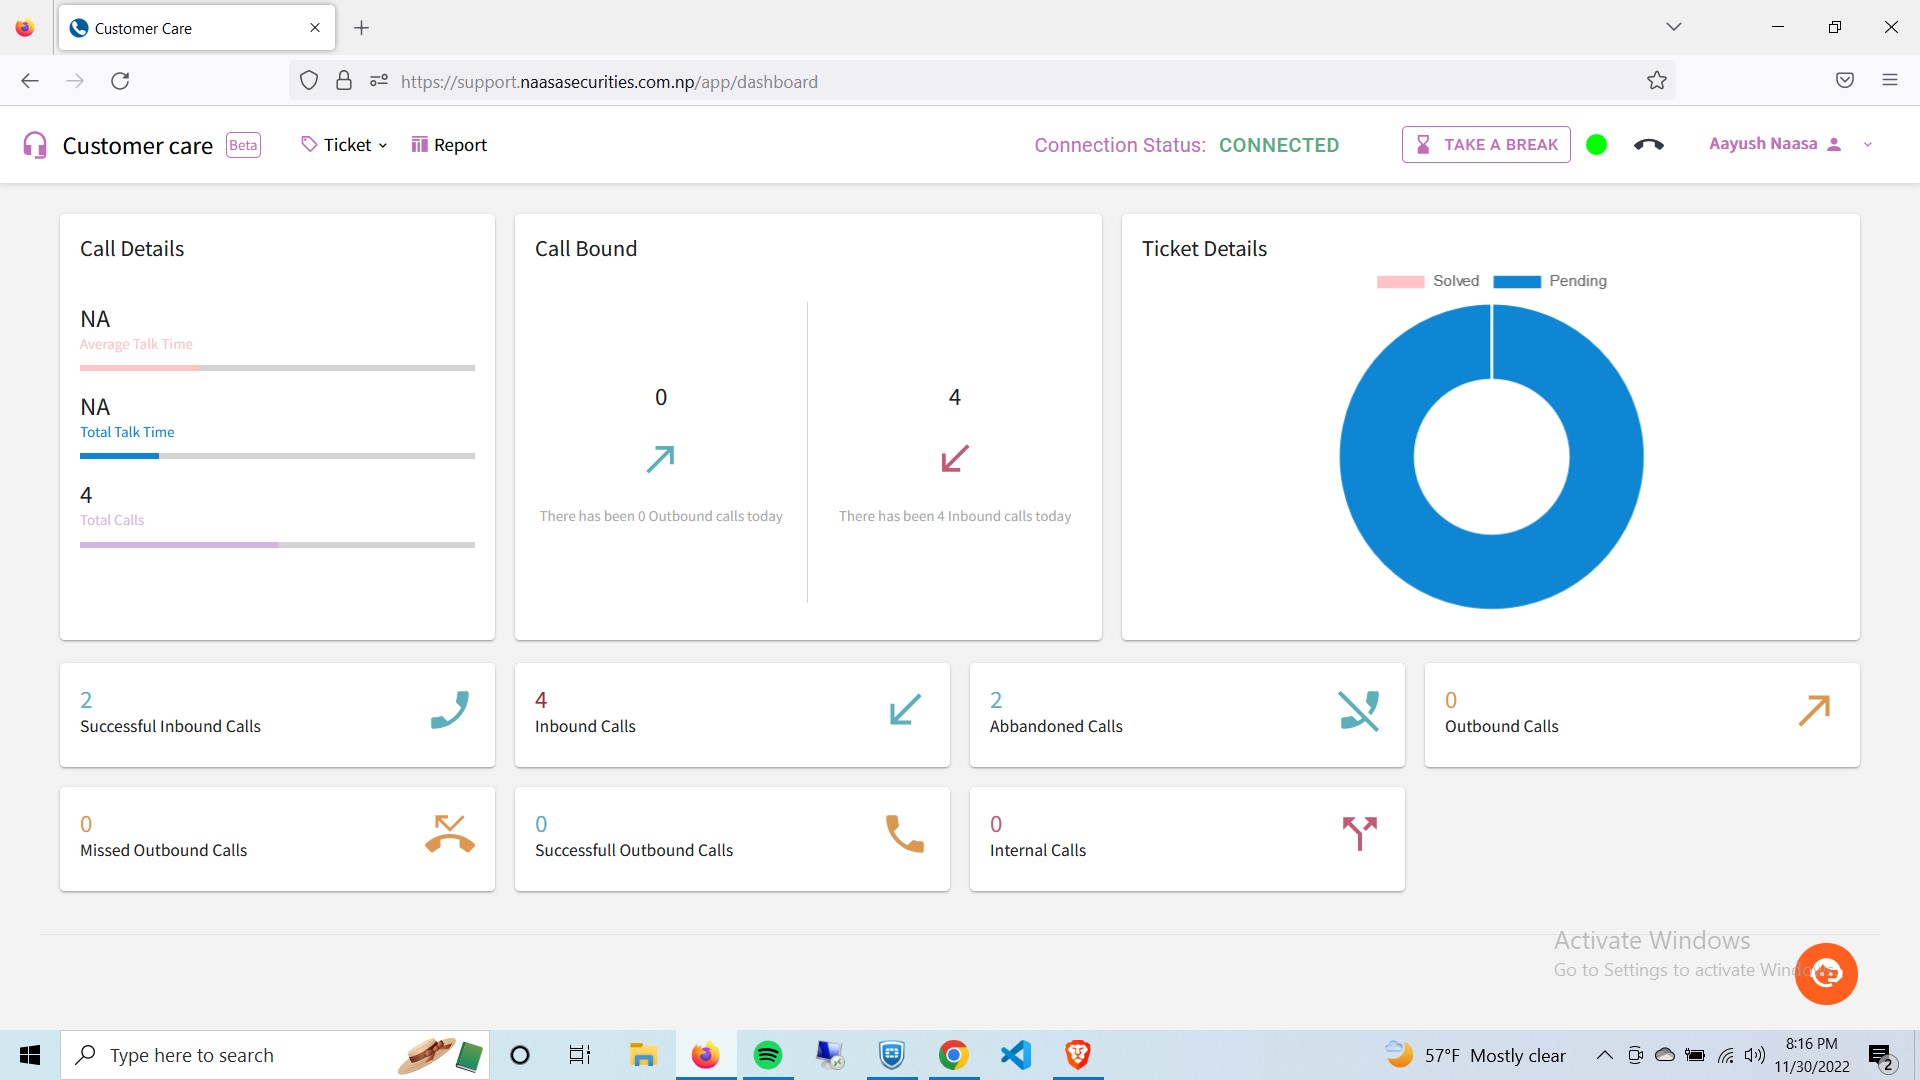 Customer Care
https://support.naasasecurities.com.np/app/dashboard
Customer care Beta Ticket Report Connection Status: CONNECTED TAKE A BREAK Aayush Naasa
Call Details
NA
Average Talk Time
NA
Total Talk Time
4
Total Calls
Call Bound
0
There has been 0 Outbound calls today
4
There has been 4 Inbound calls today
Ticket Details
Solved Pending
2
Successful Inbound Calls
4
Inbound Calls
2
Abbandoned Calls
0
Outbound Calls
0
Missed Outbound Calls
0
Successfull Outbound Calls
0
Internal Calls
Activate Windows
Go to Settings to activate Windows.
Type here to search
57°F Mostly clear
8:16 PM
11/30/2022
2